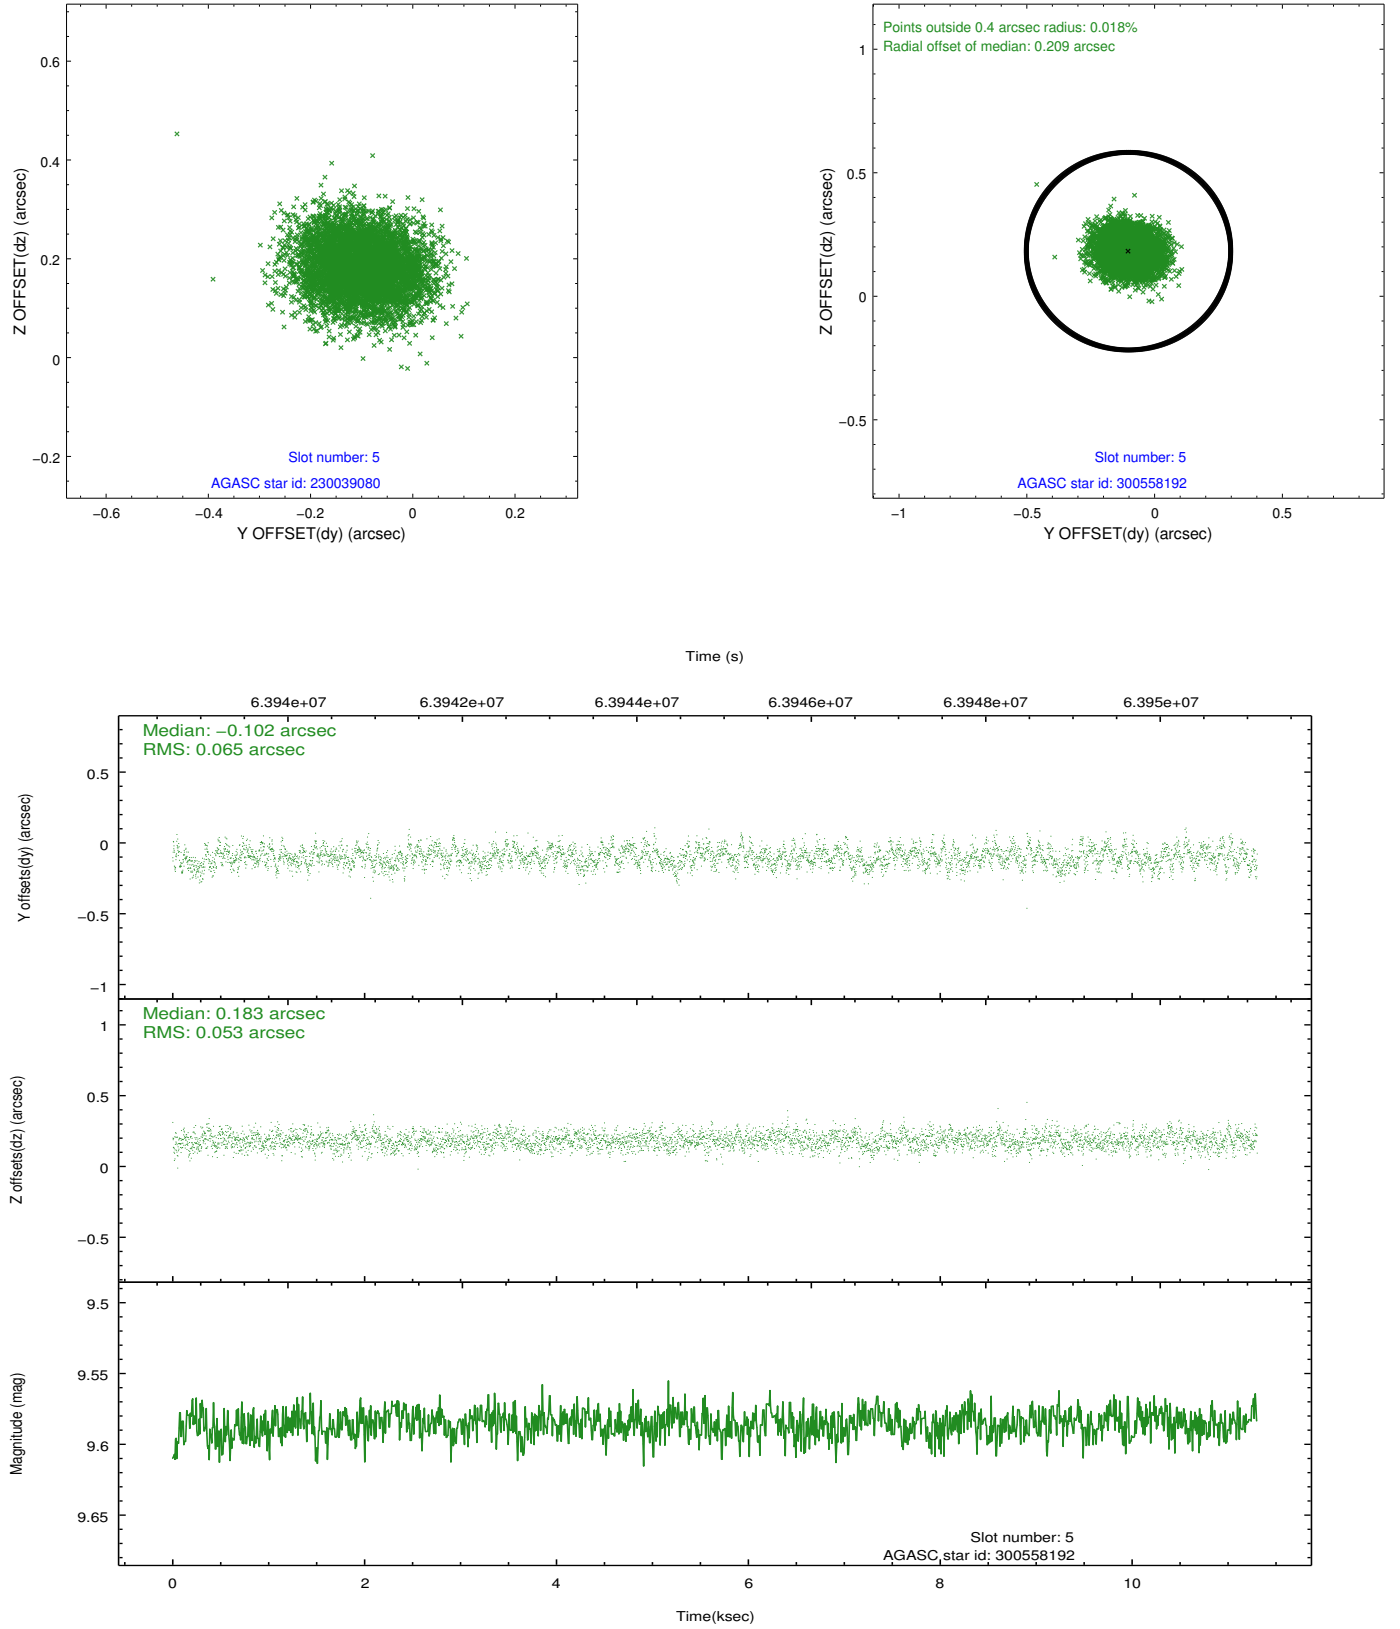 0.6
0.4
0.2
0
−0.2
Z OFFSET(dz) (arcsec)
Slot number: 5
AGASC star id: 230039080
−0.6
−0.4
−0.2
0
0.2
Y OFFSET(dy) (arcsec)
Points outside 0.4 arcsec radius: 0.018%
Radial offset of median: 0.209 arcsec
1
0.5
0
−0.5
Z OFFSET(dz) (arcsec)
Slot number: 5
AGASC star id: 300558192
−1
−0.5
0
0.5
Y OFFSET(dy) (arcsec)
Time (s)
6.394e+07
6.3942e+07
6.3944e+07
6.3946e+07
6.3948e+07
6.395e+07
Median: −0.102 arcsec
RMS: 0.065 arcsec
0.5
0
−0.5
−1
Y offsets(dy) (arcsec)
Median: 0.183 arcsec
RMS: 0.053 arcsec
1
0.5
0
−0.5
Z offsets(dz) (arcsec)
9.5
9.55
9.6
9.65
Magnitude (mag)
Slot number: 5
AGASC star id: 300558192
0
2
4
6
8
10
Time(ksec)